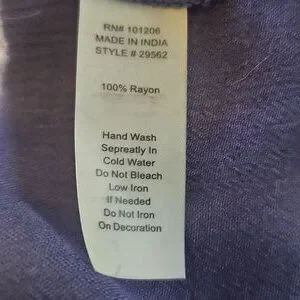 RN# 101206
MADE IN INDIA
STYLE # 29562
100% Rayon
Hand Wash
Sepreatly In
Cold Water
Do Not Bleach
Low Iron
If Needed
Do Not Iron
On Decoration